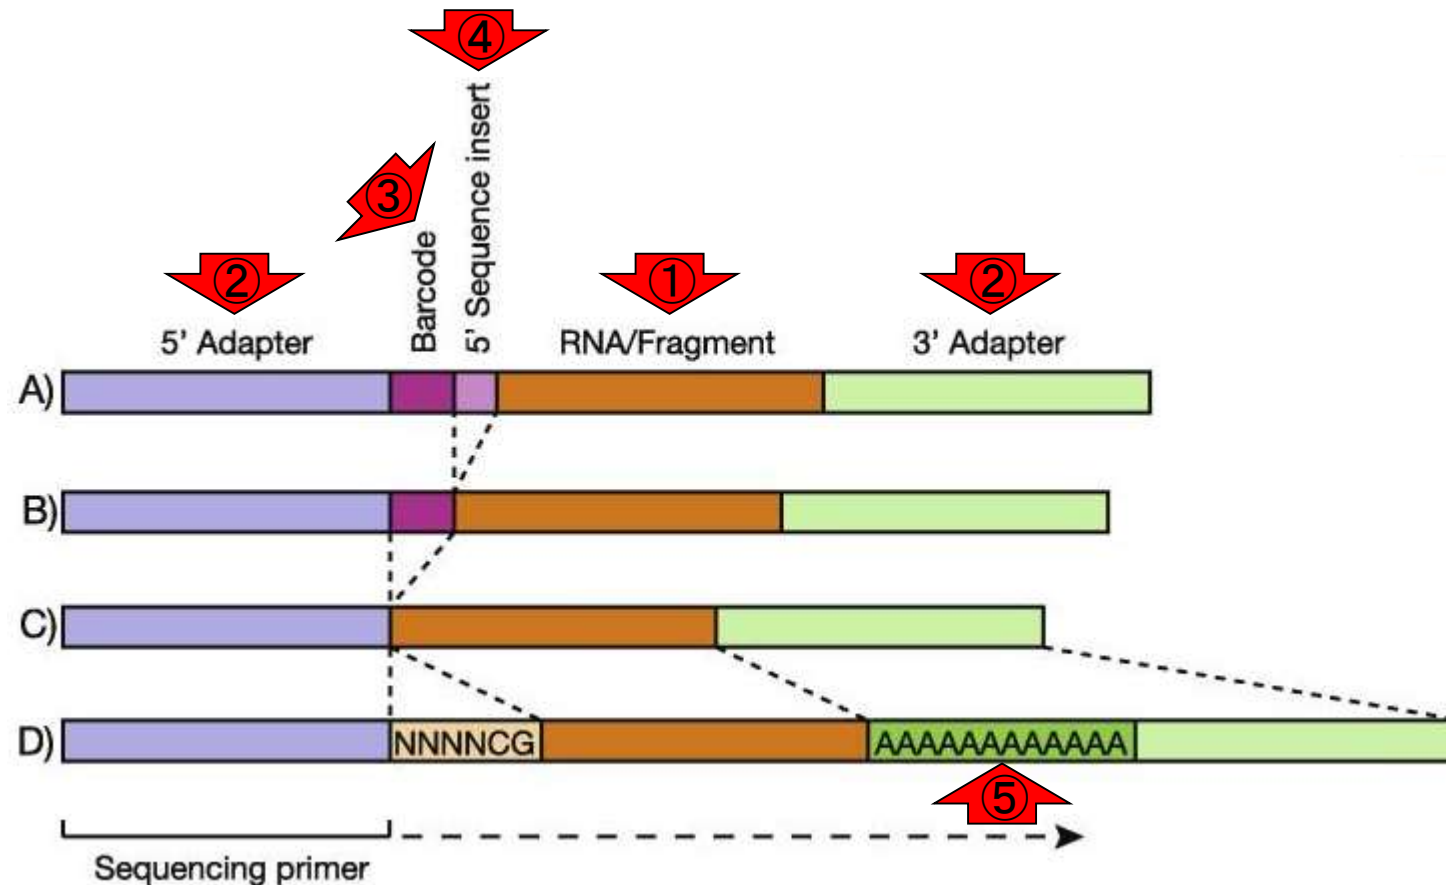 ④
5’ Sequence insert
③
Barcode
②
①
②
5’ Adapter
RNA/Fragment
3’ Adapter
A)
B)
C)
D)
NNNNCG
AAAAAAAAAAAA
⑤
Sequencing primer